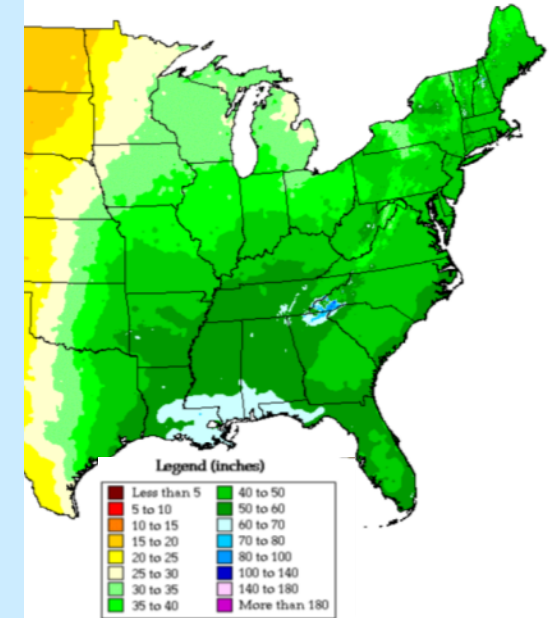 Legend (inches)
Less than 5
5 to 10
10 to 15
15 to 20
20 to 25
25 to 30
30 to 35
35 to 40
40 to 50
50 to 60
60 to 70
70 to 80
80 to 100
100 to 140
140 to 180
More than 180